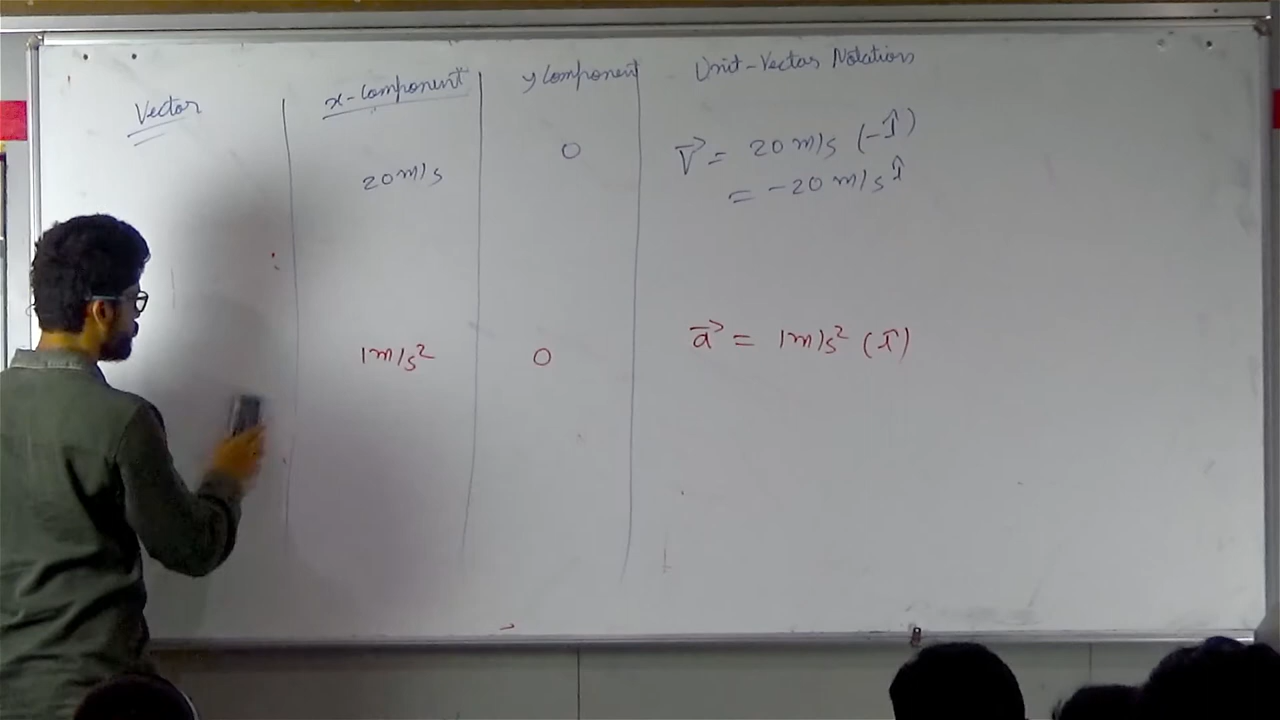 Vector x-component y component Unit-Vector Notation
20 m/s 0 V⃗ = 20 m/s (-î)
= -20 m/s î
1 m/s² 0 a⃗ = 1 m/s² (î)